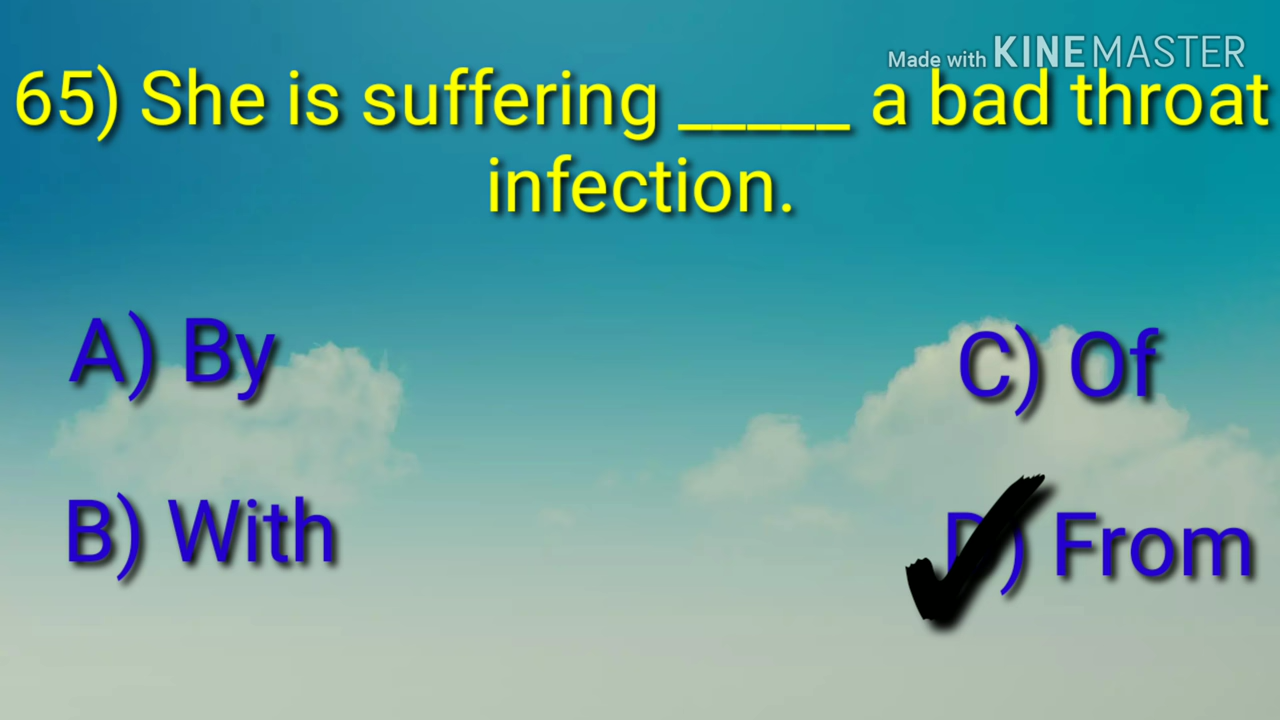 Made with KINEMASTER
65) She is suffering _____ a bad throat
infection.
A) By
C) Of
B) With
D) From